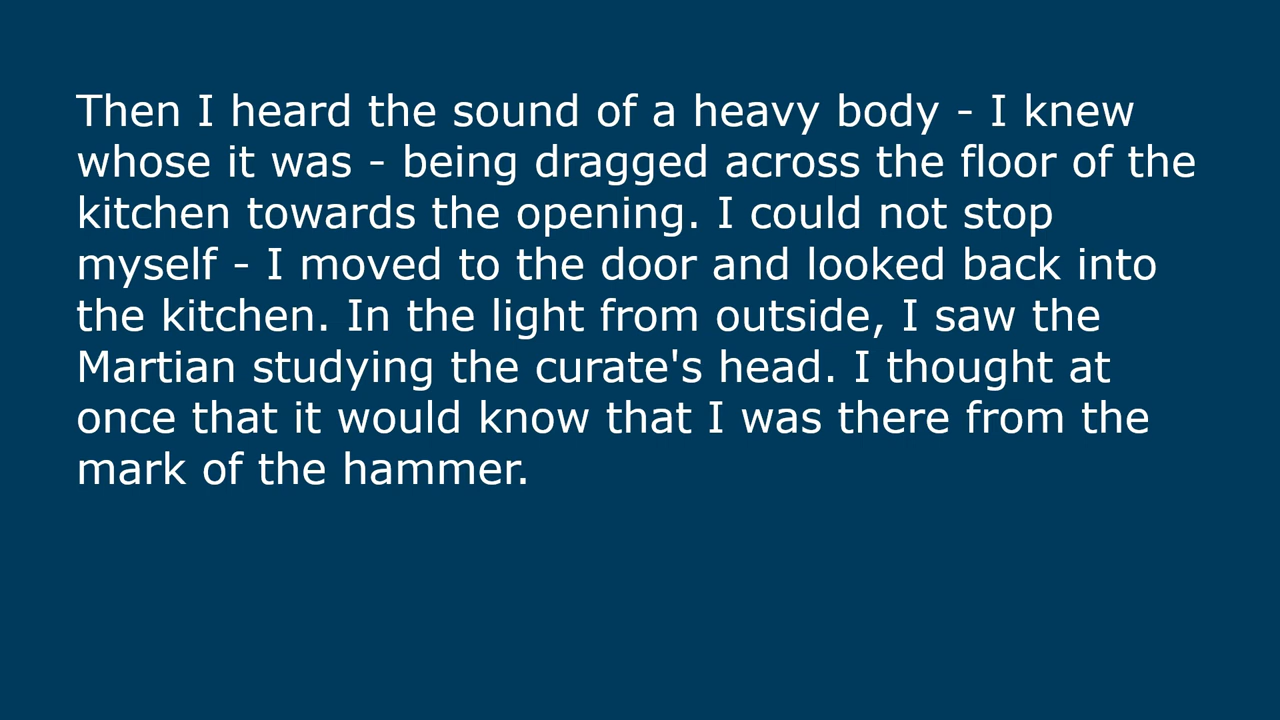 Then I heard the sound of a heavy body - I knew
whose it was - being dragged across the floor of the
kitchen towards the opening. I could not stop
myself - I moved to the door and looked back into
the kitchen. In the light from outside, I saw the
Martian studying the curate's head. I thought at
once that it would know that I was there from the
mark of the hammer.